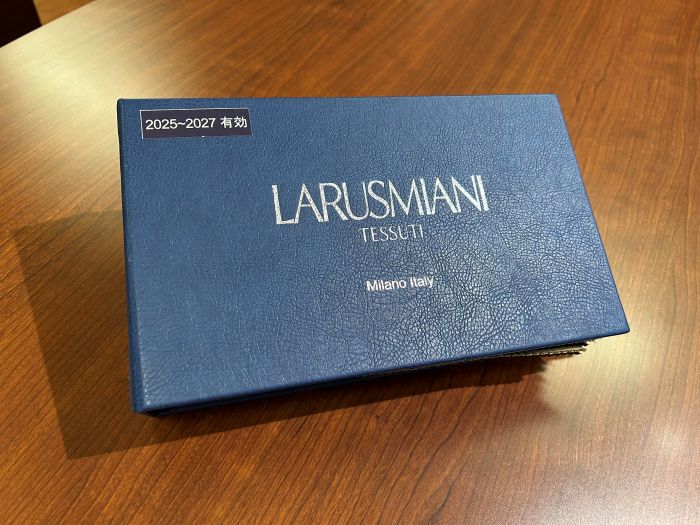 2025~2027 有効
LARUSMIANI
TESSUTI
Milano Italy